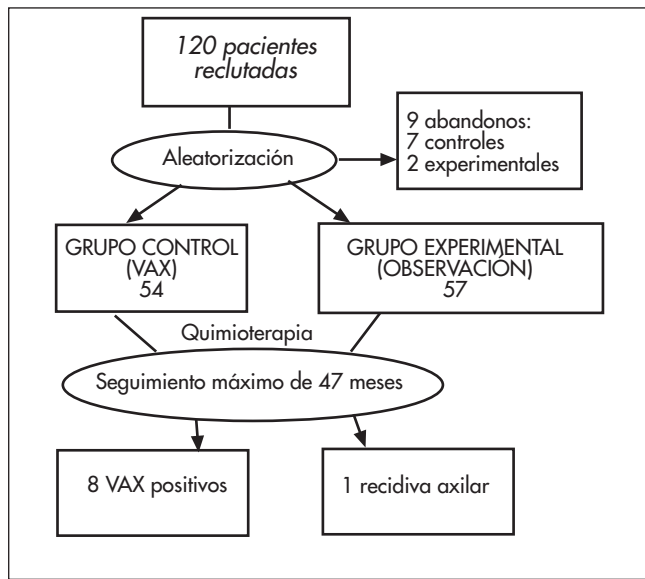 120 pacientes
reclutadas
9 abandonos:
7 controles
2 experimentales
Aleatorización
GRUPO CONTROL
(VAX)
54
GRUPO EXPERIMENTAL
(OBSERVACIÓN)
57
Quimioterapia
Seguimiento máximo de 47 meses
8 VAX positivos
1 recidiva axilar